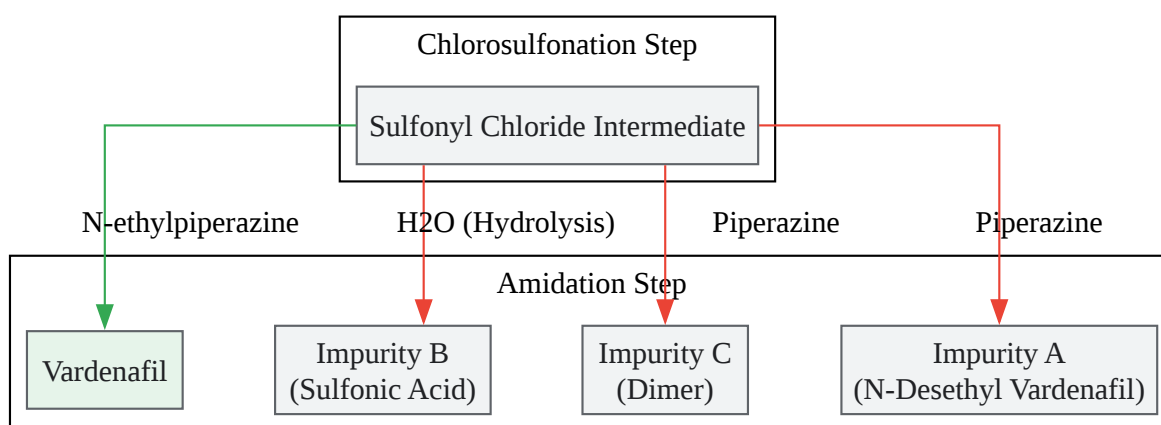 Chlorosulfonation Step
Sulfonyl Chloride Intermediate
N-ethylpiperazine
H2O (Hydrolysis)
Piperazine
Piperazine
Amidation Step
Vardenafil
Impurity B
(Sulfonic Acid)
Impurity C
(Dimer)
Impurity A
(N-Desethyl Vardenafil)